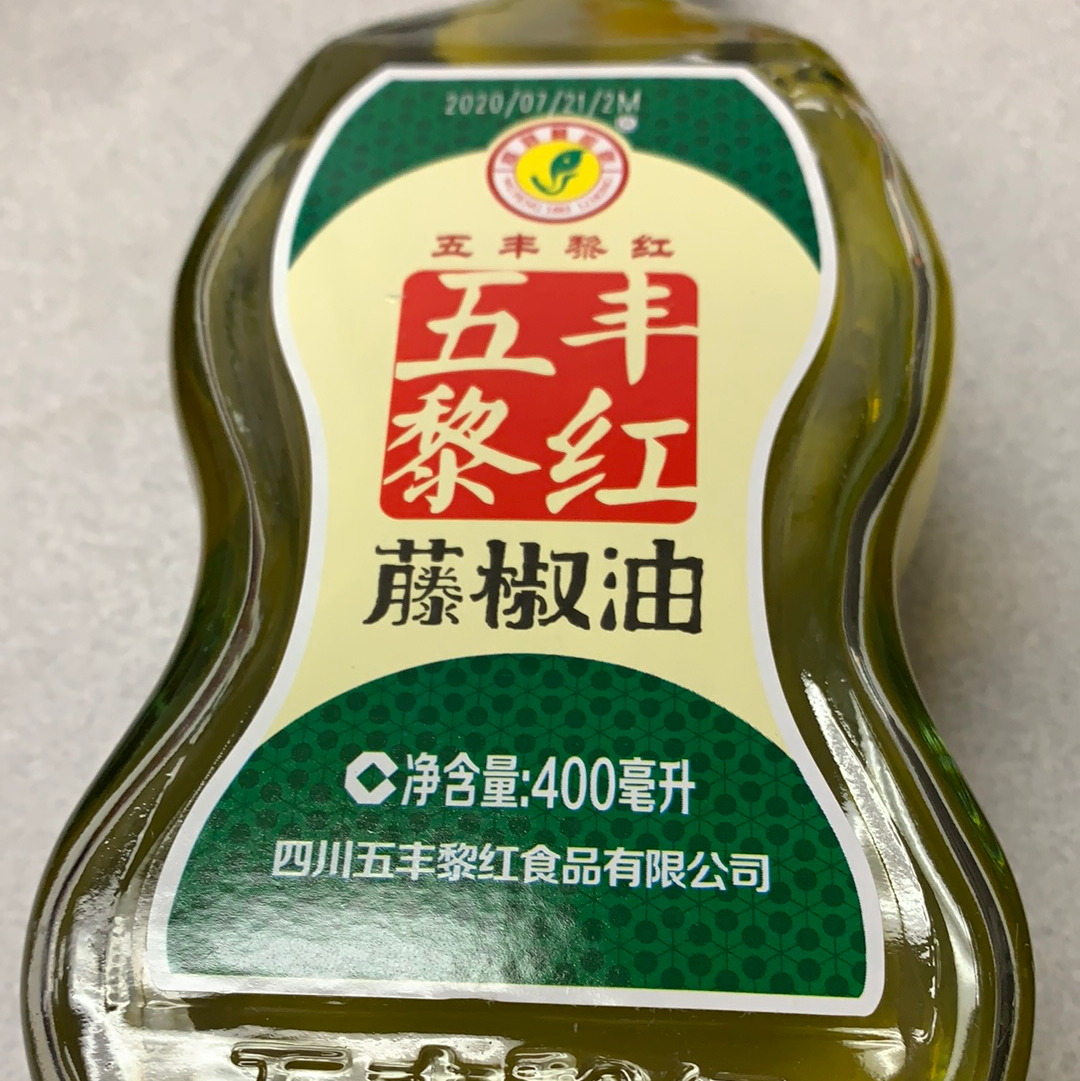 2020/07/21/2M
五丰黎红
五丰
黎红
藤椒油
净含量:400毫升
四川五丰黎红食品有限公司